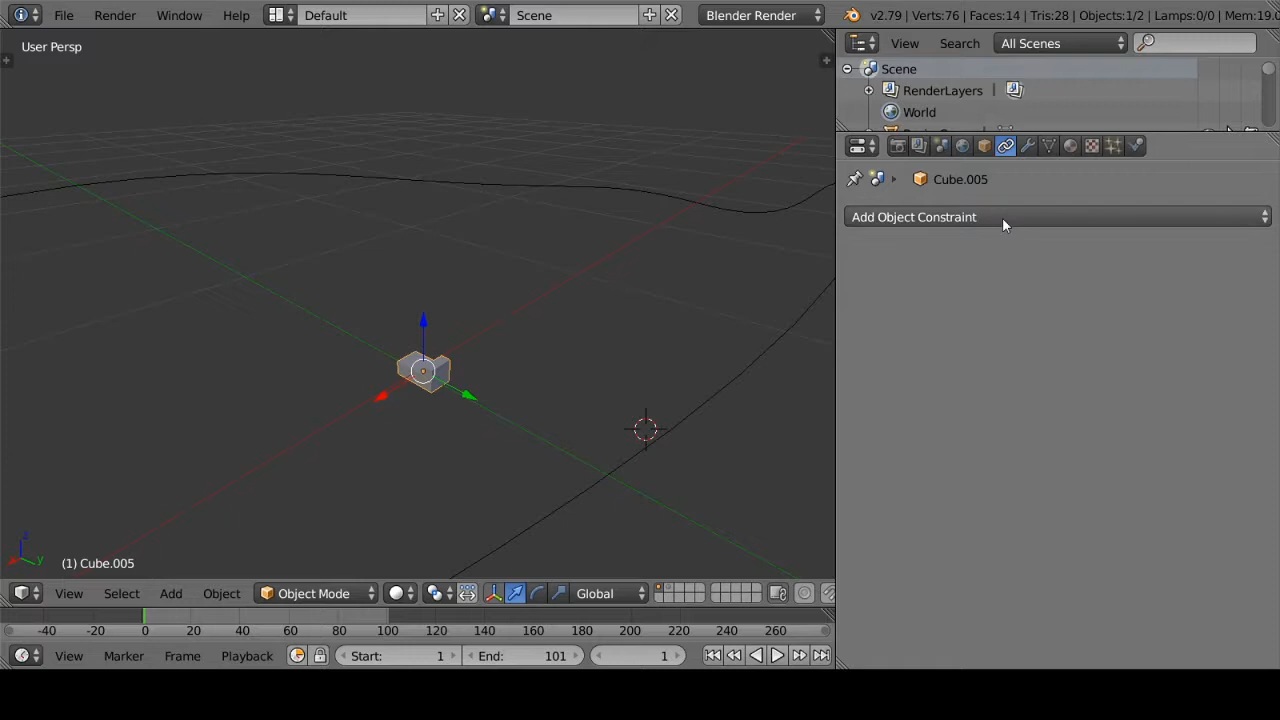 File Render Window Help Default Scene Blender Render v2.79 | Verts:76 | Faces:14 | Tris:28 | Objects:1/2 | Lamps:0/0 | Mem:19.0
User Persp
View Search All Scenes
Scene
RenderLayers |
World
Cube.005
Add Object Constraint
z
y
(1) Cube.005
View Select Add Object Object Mode Global
-40 -20 0 20 40 60 80 100 120 140 160 180 200 220 240 260
View Marker Frame Playback Start: 1 End: 101 1